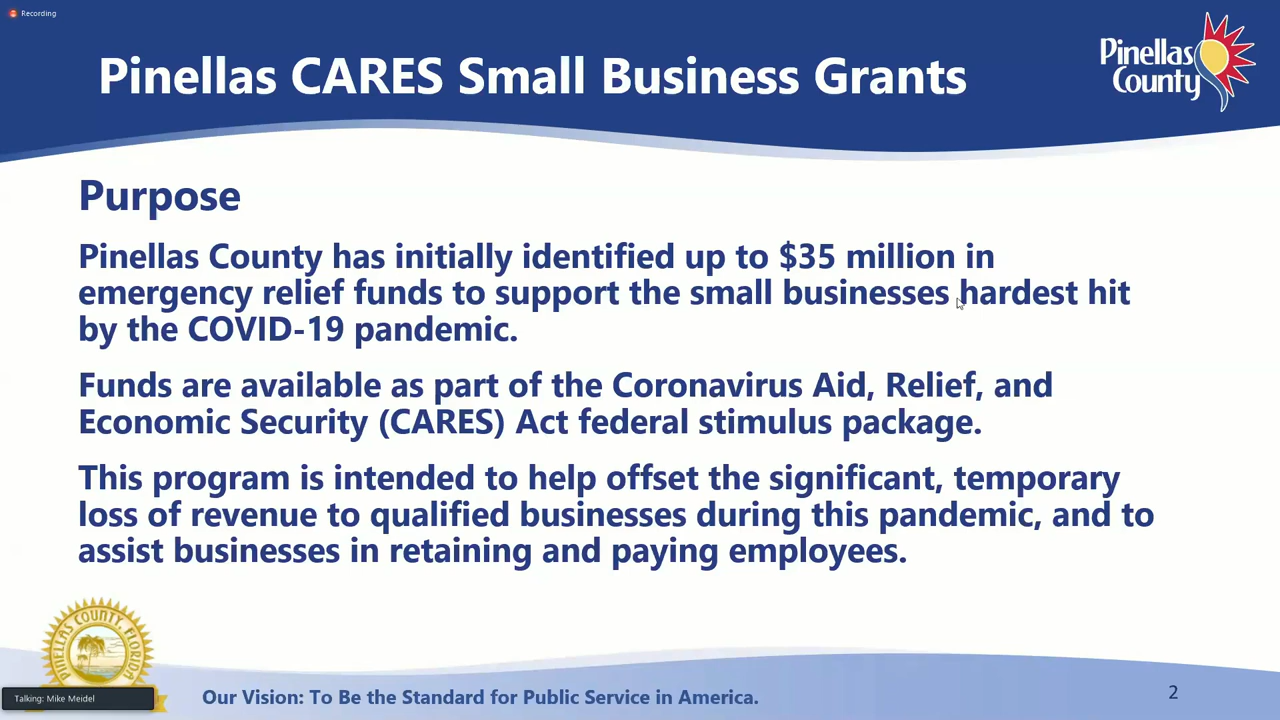 Recording
Pinellas CARES Small Business Grants
Pinellas
County
Purpose
Pinellas County has initially identified up to $35 million in
emergency relief funds to support the small businesses hardest hit
by the COVID-19 pandemic.
Funds are available as part of the Coronavirus Aid, Relief, and
Economic Security (CARES) Act federal stimulus package.
This program is intended to help offset the significant, temporary
loss of revenue to qualified businesses during this pandemic, and to
assist businesses in retaining and paying employees.
PINELLAS COUNTY, FLORIDA
Talking: Mike Meidel
Our Vision: To Be the Standard for Public Service in America.
2